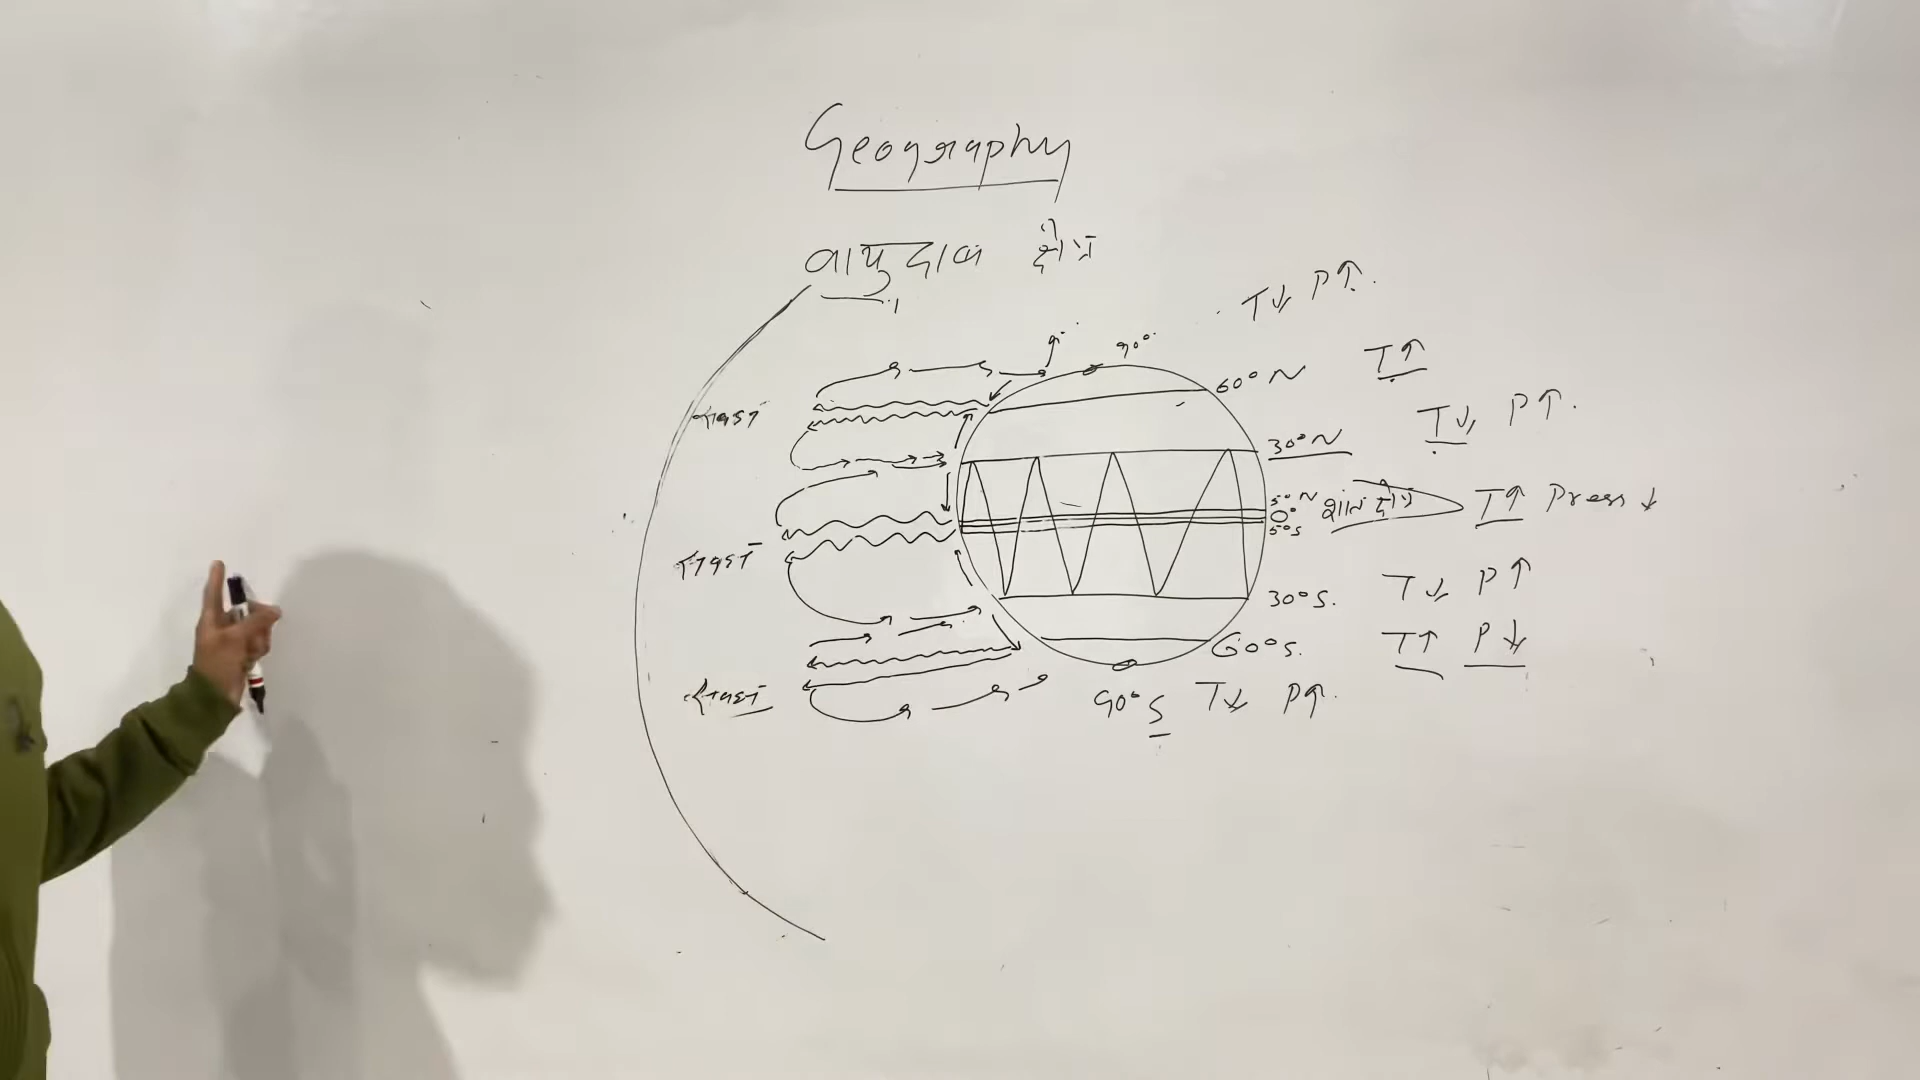 Geography
वायुदाब क्षेत्र
T↓ P↑.
90°
60°N T↑
30°N T↓ P↑.
5°N
0° शांत क्षेत्र T↑ Press ↓
5°S
30°S. T↓ P↑
60°S. T↑ P↓
90°S T↓ P↑.